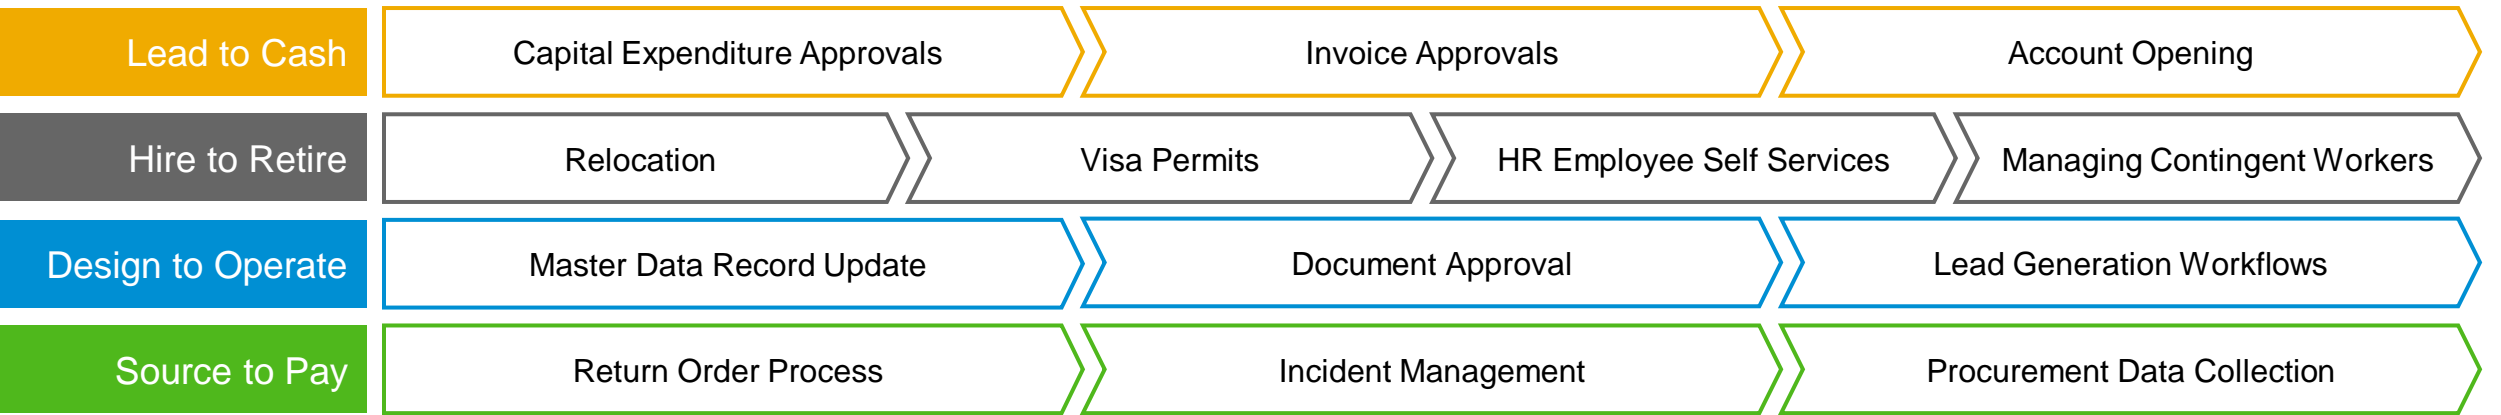 Lead to Cash
Capital Expenditure Approvals
Invoice Approvals
Account Opening
Hire to Retire
Relocation
Visa Permits
HR Employee Self Services
Managing Contingent Workers
Design to Operate
Master Data Record Update
Document Approval
Lead Generation Workflows
Source to Pay
Return Order Process
Incident Management
Procurement Data Collection